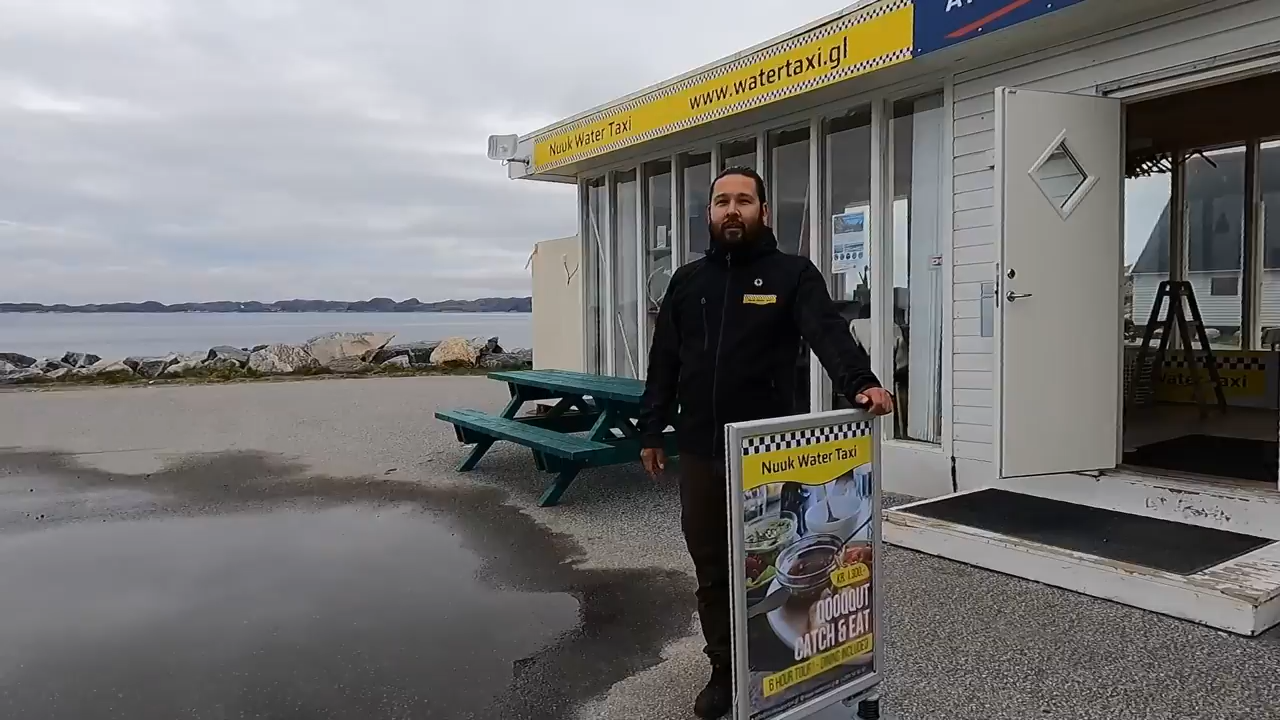 Nuuk Water Taxi
www.watertaxi.gl
Nuuk Water Taxi
KR. 1.300,-
QOOQQUT
CATCH & EAT
6 HOUR TOUR - DINING INCLUDED
Water Taxi